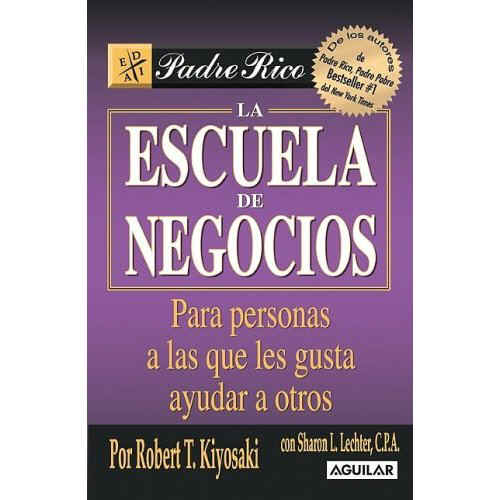 E D
A I
Padre Rico
De los autores
de
Padre Rico, Padre Pobre
Bestseller #1
del New York Times
LA
ESCUELA
DE
NEGOCIOS
Para personas
a las que les gusta
ayudar a otros
Por Robert T. Kiyosaki
con Sharon L. Lechter, C.P.A.
AGUILAR